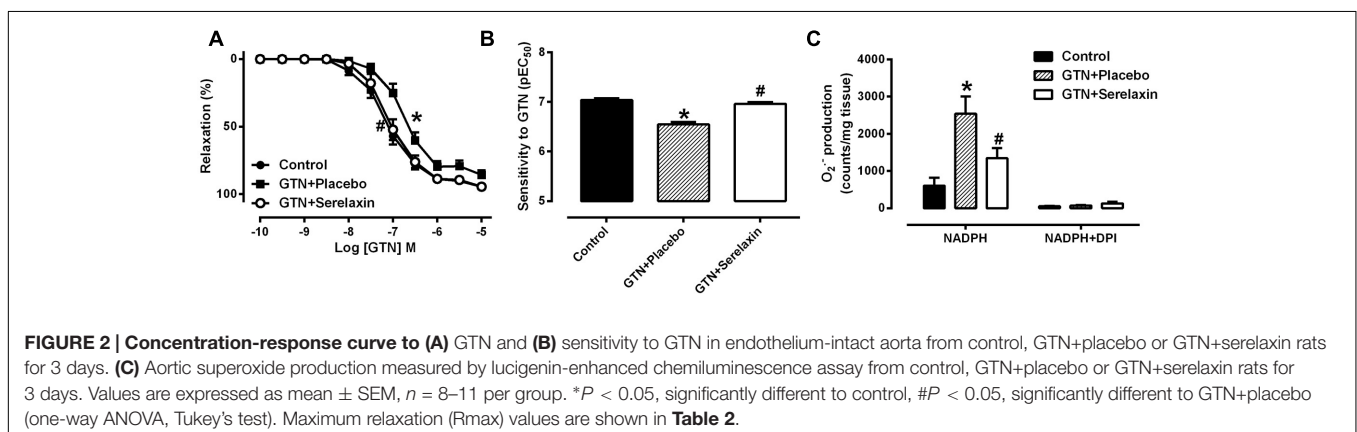 A
Relaxation (%)
0
50
100
Control
GTN+Placebo
GTN+Serelaxin
#
*
-10 -9 -8 -7 -6 -5
Log [GTN] M
B
Sensitivity to GTN (pEC50)
8
7
6
5
*
#
Control
GTN+Placebo
GTN+Serelaxin
C
O2·- production
(counts/mg tissue)
4000
3000
2000
1000
0
*
#
Control
GTN+Placebo
GTN+Serelaxin
NADPH NADPH+DPI
FIGURE 2 | Concentration-response curve to (A) GTN and (B) sensitivity to GTN in endothelium-intact aorta from control, GTN+placebo or GTN+serelaxin rats
for 3 days. (C) Aortic superoxide production measured by lucigenin-enhanced chemiluminescence assay from control, GTN+placebo or GTN+serelaxin rats for
3 days. Values are expressed as mean ± SEM, n = 8–11 per group. *P < 0.05, significantly different to control, #P < 0.05, significantly different to GTN+placebo
(one-way ANOVA, Tukey's test). Maximum relaxation (Rmax) values are shown in Table 2.